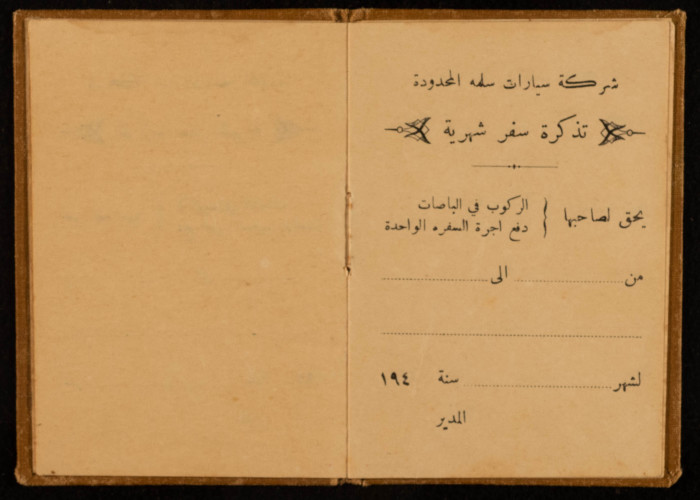 شركة سيارات سلمه المحدودة
تذكرة سفر شهرية
يحق لصاحبها { الركوب في الباصات
دفع اجرة السفره الواحدة
من ........................ الى ........................
........................................................
لشهر ........................ سنة ١٩٤
المدير